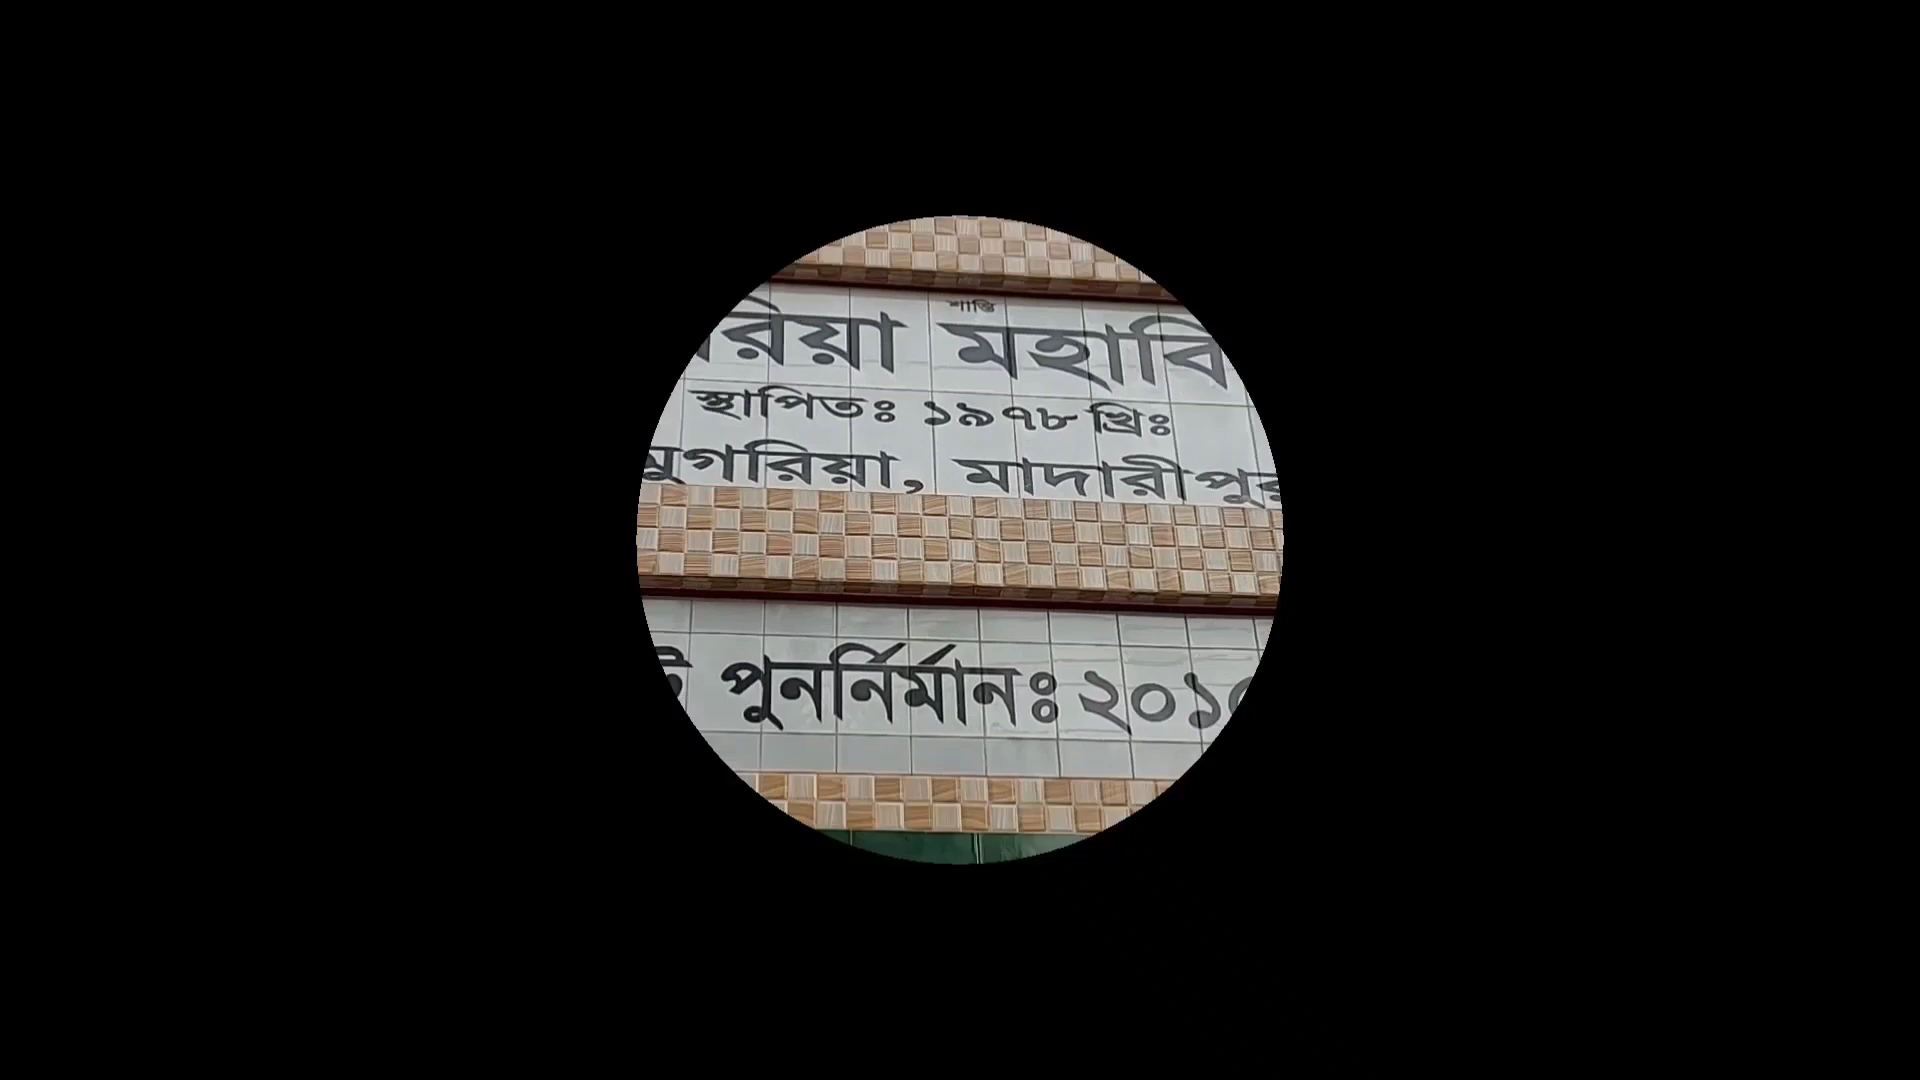 শান্তি
রিয়া মহাবি
স্থাপিতঃ ১৯৭৮ খ্রিঃ
মুগরিয়া, মাদারীপুর
পুনর্নির্মানঃ ২০১